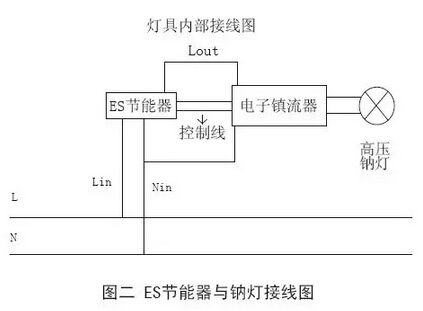 灯具内部接线图
Lout
ES节能器
电子镇流器
控制线
高压
钠灯
Lin
Nin
L
N
图二 ES节能器与钠灯接线图